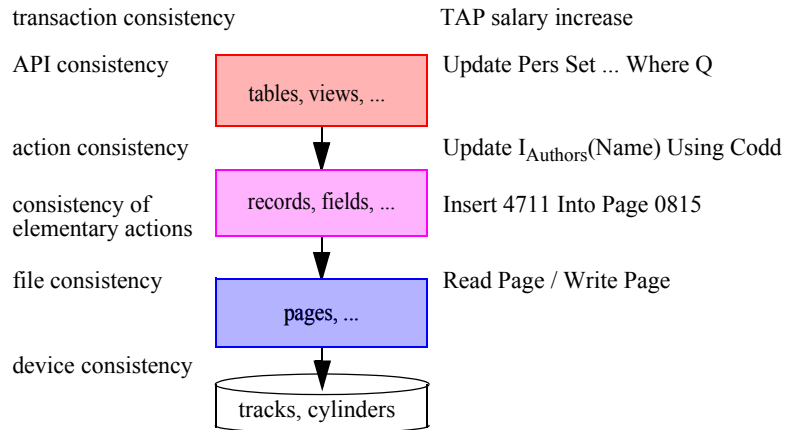 transaction consistency TAP salary increase
API consistency Update Pers Set ... Where Q
tables, views, ...
action consistency Update I_Authors(Name) Using Codd
consistency of
elementary actions
records, fields, ... Insert 4711 Into Page 0815
file consistency Read Page / Write Page
pages, ...
device consistency
tracks, cylinders